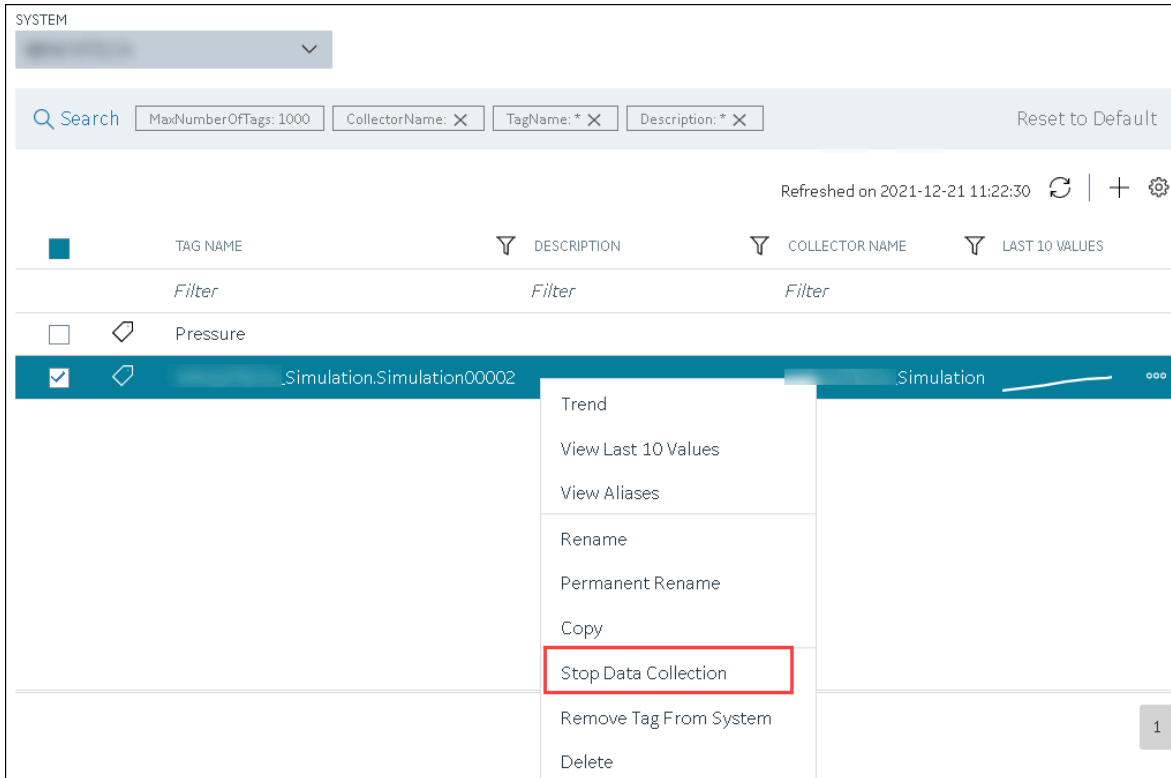 SYSTEM
Search MaxNumberOfTags: 1000 CollectorName: TagName: * Description: * Reset to Default
Refreshed on 2021-12-21 11:22:30
TAG NAME DESCRIPTION COLLECTOR NAME LAST 10 VALUES
Filter Filter Filter
Pressure
_Simulation.Simulation00002 _Simulation
Trend
View Last 10 Values
View Aliases
Rename
Permanent Rename
Copy
Stop Data Collection
Remove Tag From System
1
Delete